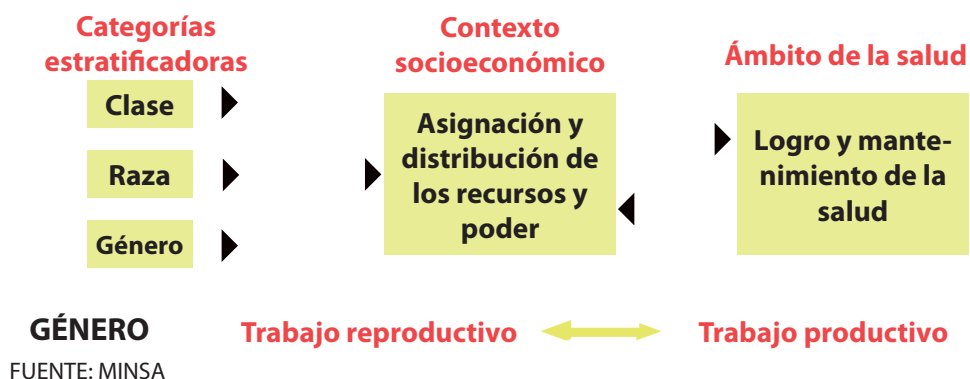 Categorías
estratificadoras
Clase
Raza
Género
Contexto
socioeconómico
Asignación y
distribución de
los recursos y
poder
Ámbito de la salud
Logro y mante-
nimiento de la
salud
GÉNERO
Trabajo reproductivo
Trabajo productivo
FUENTE: MINSA